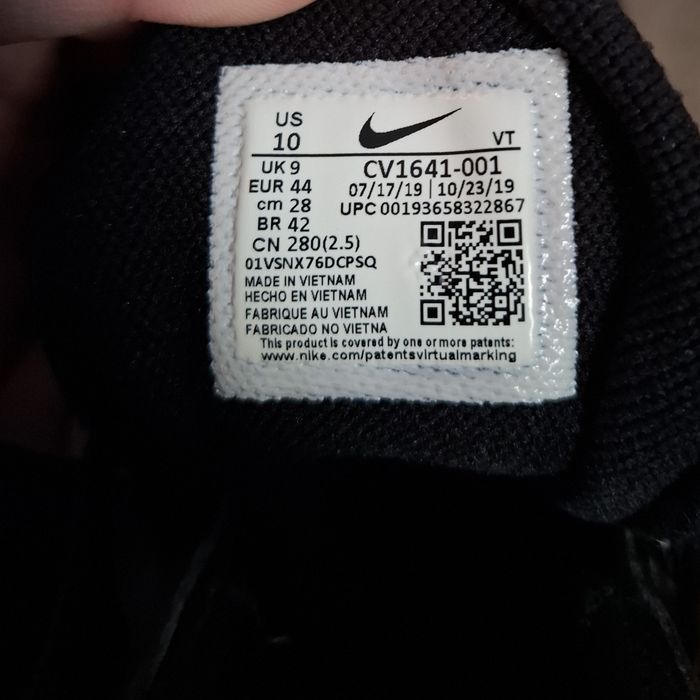 US
10
VT
UK 9
CV1641-001
EUR 44
07/17/19 | 10/23/19
cm 28
UPC 00193658322867
BR 42
CN 280(2.5)
01VSNX76DCPSQ
MADE IN VIETNAM
HECHO EN VIETNAM
FABRIQUE AU VIETNAM
FABRICADO NO VIETNA
This product is covered by one or more patents:
www.nike.com/patentsvirtualmarking